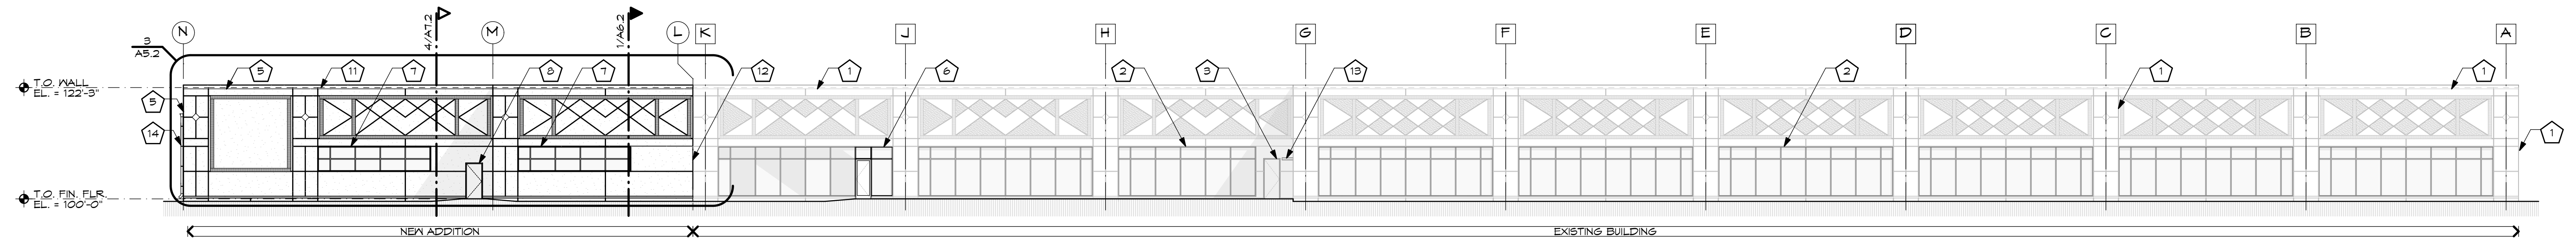 3
A5.2
N
4/A7.2
M
1/A6.2
L
K
J
H
G
F
E
D
C
B
A
5
11
7
8
7
12
1
6
2
3
13
2
1
1
T.O. WALL
EL. = 122'-3"
5
14
1
T.O. FIN. FLR.
EL. = 100'-0"
NEW ADDITION
EXISTING BUILDING